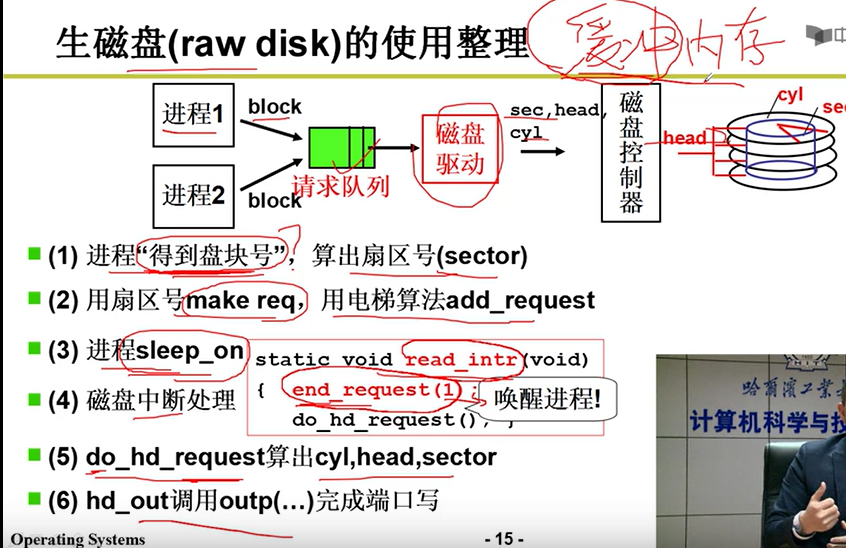 生磁盘(raw disk)的使用整理 缓冲内存
中
进程1
block
进程2
block
请求队列
磁盘
驱动
sec,head,
cyl
磁盘控制器
head
cyl
sec
(1) 进程“得到盘块号”，算出扇区号(sector)
?
(2) 用扇区号make req，用电梯算法add_request
(3) 进程sleep_on
static void read_intr(void)
{ end_request(1);
do_hd_request(); }
唤醒进程!
(4) 磁盘中断处理
(5) do_hd_request算出cyl,head,sector
(6) hd_out调用outp(…)完成端口写
哈尔滨工业
计算机科学与技
Operating Systems
- 15 -